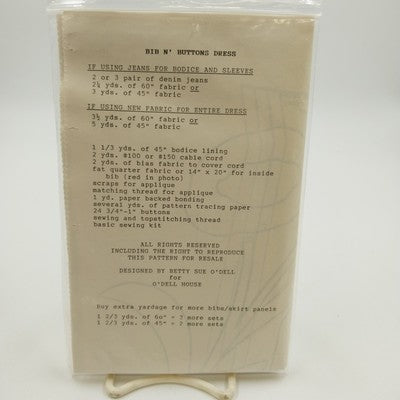 BIB N' BUTTONS DRESS
IF USING JEANS FOR BODICE AND SLEEVES
2 or 3 pair of denim jeans
2½ yds. of 60" fabric or
3 yds. of 45" fabric
IF USING NEW FABRIC FOR ENTIRE DRESS
3½ yds. of 60" fabric or
5 yds. of 45" fabric
1 1/3 yds. of 45" bodice lining
2 yds. #100 or #150 cable cord
2 yds. of bias fabric to cover cord
fat quarter fabric or 14" x 20" for inside
bib (red in photo)
scraps for applique
matching thread for applique
1 yd. paper backed bonding
several yds. of pattern tracing paper
24 3/4"-1" buttons
sewing and topstitching thread
basic sewing kit
ALL RIGHTS RESERVED
INCLUDING THE RIGHT TO REPRODUCE
THIS PATTERN FOR RESALE
DESIGNED BY BETTY SUE O'DELL
for
O'DELL HOUSE
Buy extra yardage for more bibs/skirt panels
1 2/3 yds. of 60" = more sets
1 2/3 yds. of 45" = more sets